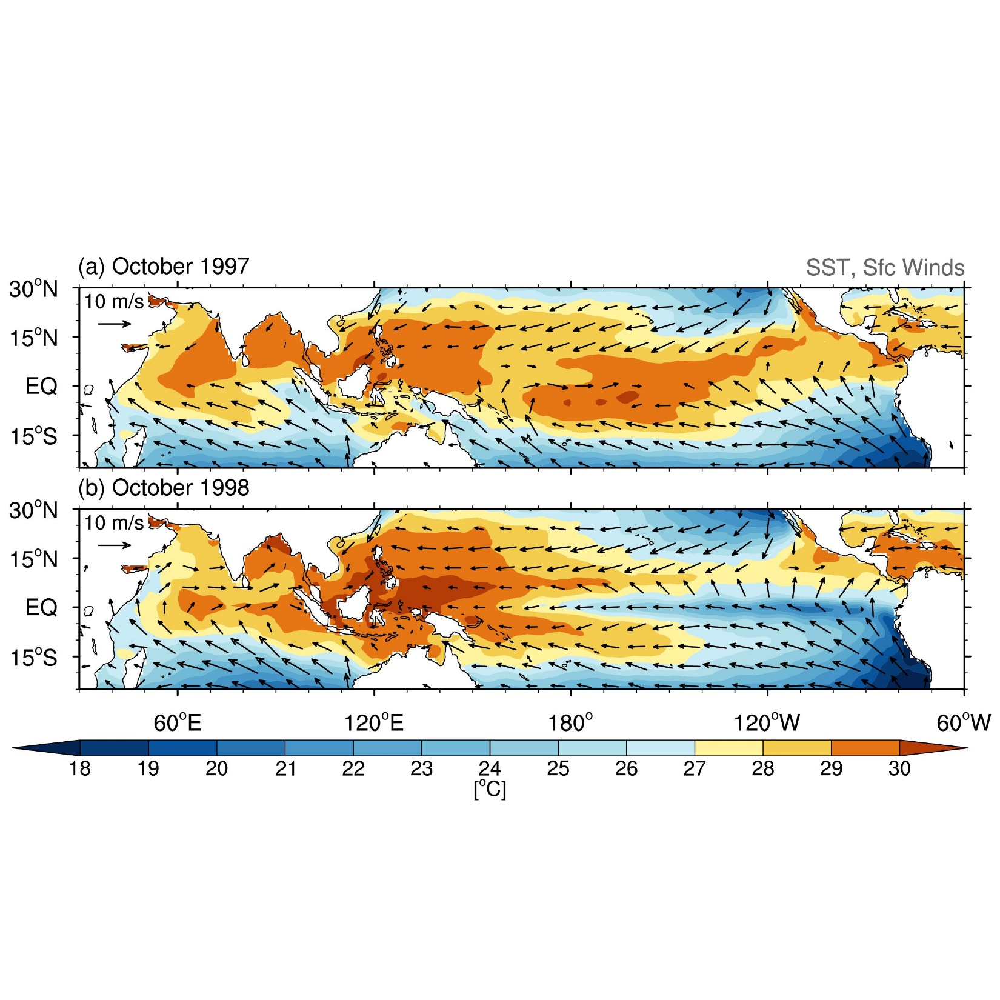 (a) October 1997 SST, Sfc Winds
30°N
10 m/s
15°N
EQ
15°S
(b) October 1998
30°N
10 m/s
15°N
EQ
15°S
60°E 120°E 180° 120°W 60°W
18 19 20 21 22 23 24 25 26 27 28 29 30
[°C]